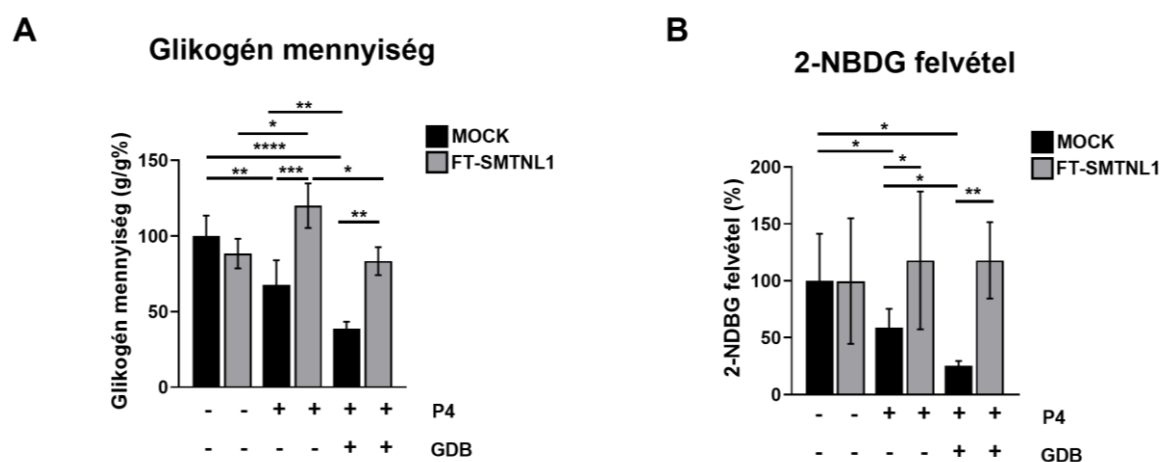 A
Glikogén mennyiség
**
*
****
**
***
*
**
MOCK
FT-SMTNL1
Glikogén mennyiség (g/g%)
150
100
50
0
- - + + + + P4
- - - - + + GDB
B
2-NBDG felvétel
*
*
*
*
**
MOCK
FT-SMTNL1
2-NDBG felvétel (%)
200
150
100
50
0
- - + + + + P4
- - - - + + GDB